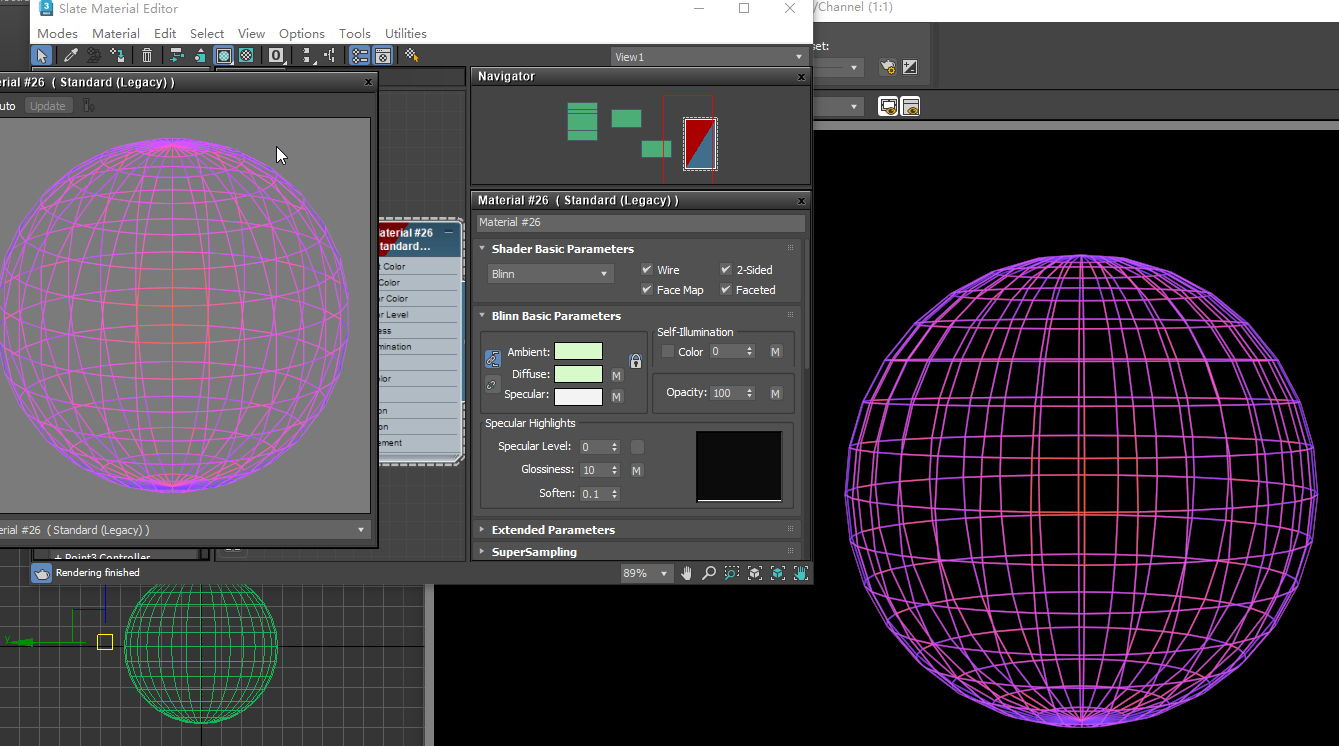 Slate Material Editor
/Channel (1:1)
Modes Material Edit Select View Options Tools Utilities
set:
View1
erial #26 ( Standard (Legacy) )
Navigator
uto Update
Material #26 ( Standard (Legacy) )
Material #26
aterial #26
tandard...
Shader Basic Parameters
t Color
Blinn
Wire 2-Sided
Color
Face Map Faceted
r Color
r Level
Blinn Basic Parameters
ess
Self-Illumination
mination
Ambient:
Color 0 M
Diffuse: M
lor
Specular: M
Opacity: 100 M
on
Specular Highlights
on
ement
Specular Level: 0
Glossiness: 10 M
Soften: 0.1
erial #26 ( Standard (Legacy) )
Extended Parameters
SuperSampling
+ Point3 Controller
Rendering finished
89%
y